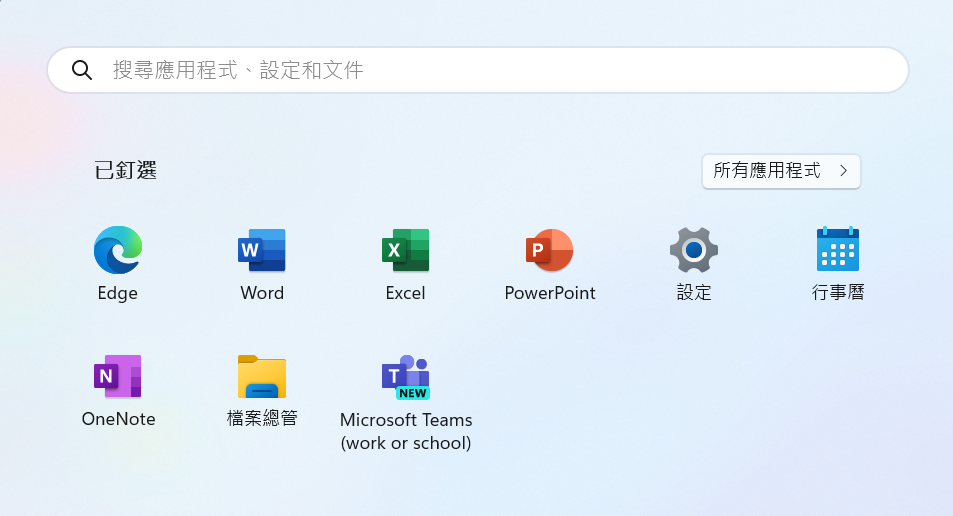 搜尋應用程式、設定和文件
已釘選
所有應用程式
W
X
P
Edge
Word
Excel
PowerPoint
設定
行事曆
N
T
NEW
OneNote
檔案總管
Microsoft Teams
(work or school)